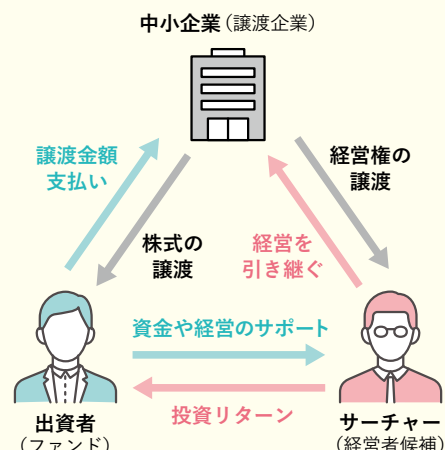 中小企業（譲渡企業）
譲渡金額
支払い
経営権の
譲渡
株式の
譲渡
経営を
引き継ぐ
資金や経営のサポート
投資リターン
出資者
（ファンド）
サーチャー
（経営者候補）